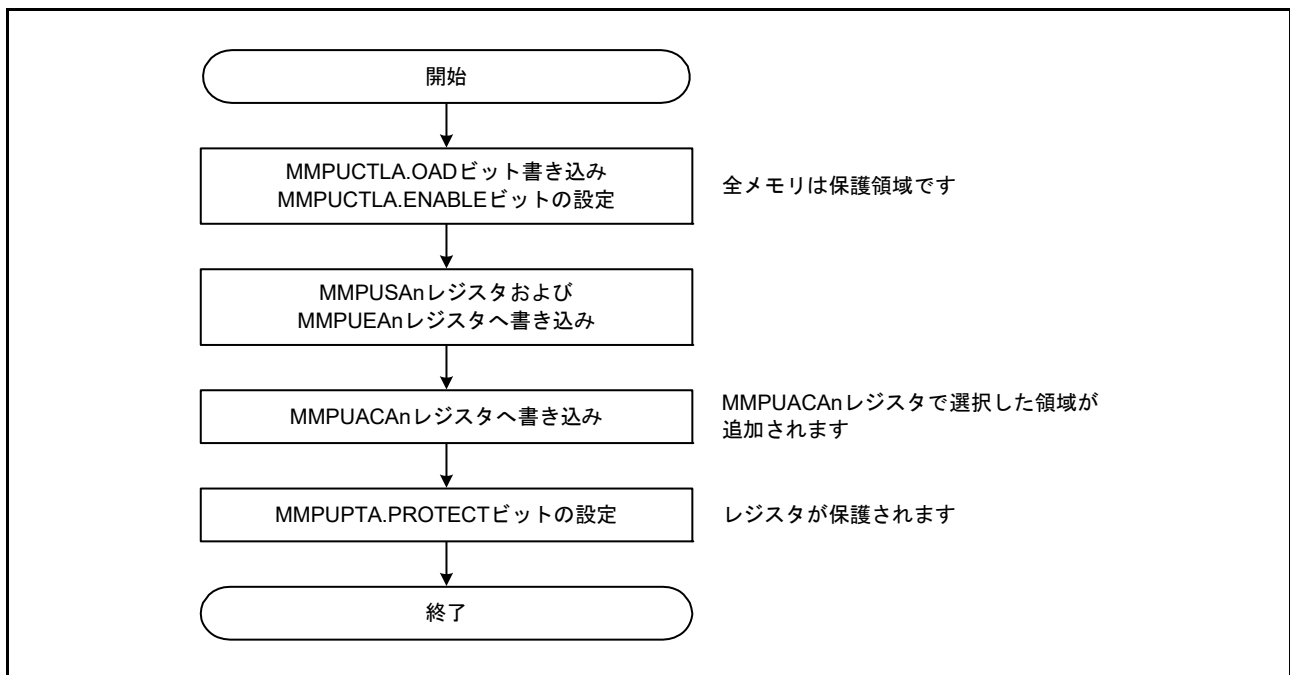 開始
MMPUCTLA.OADビット書き込み
MMPUCTLA.ENABLEビットの設定
全メモリは保護領域です
MMPUSAnレジスタおよび
MMPUEAnレジスタへ書き込み
MMPUACAnレジスタへ書き込み
MMPUACAnレジスタで選択した領域が
追加されます
MMPUPTA.PROTECTビットの設定
レジスタが保護されます
終了